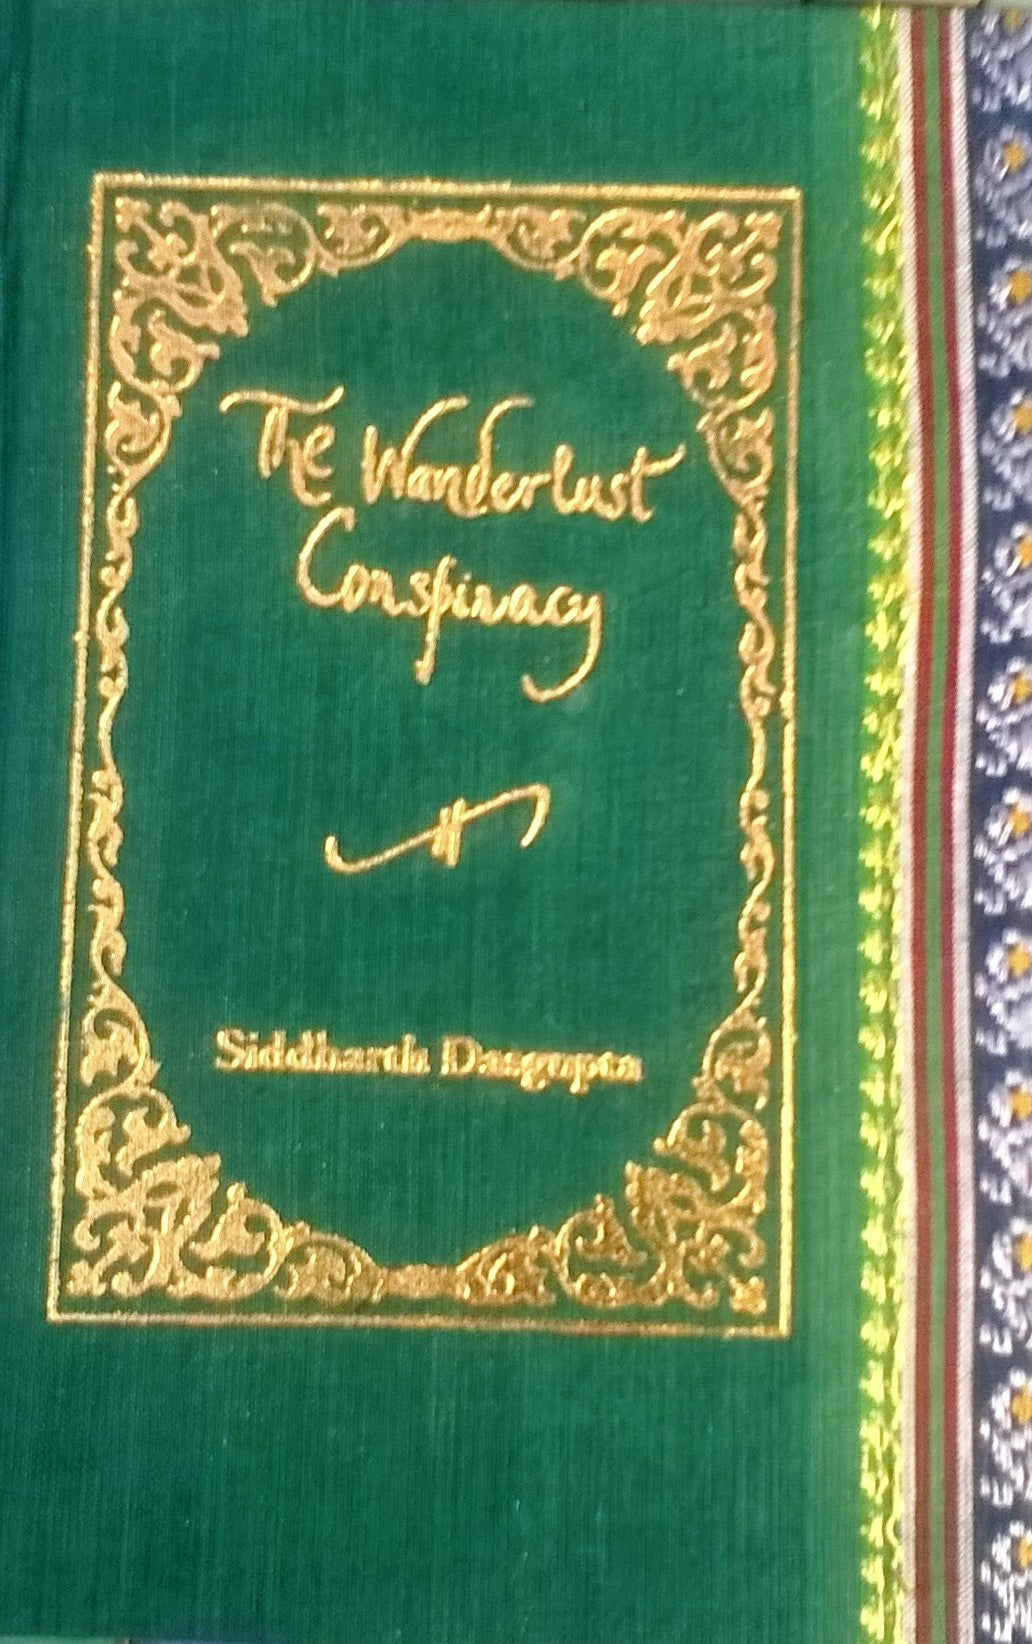 The Wanderlust
Conspiracy
Siddharth Dasgupta